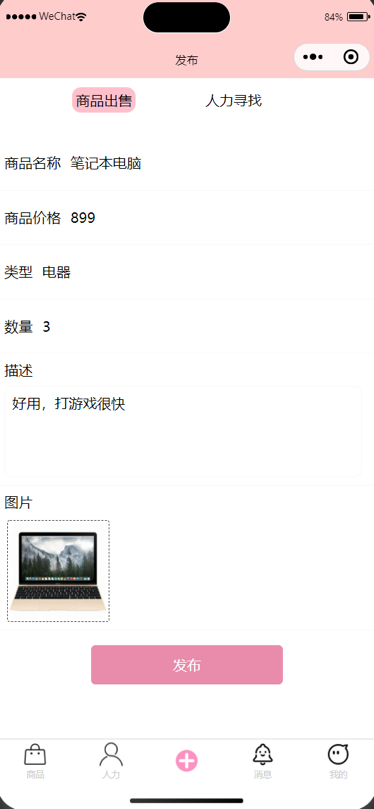 WeChat 84%
发布
商品出售 人力寻找
商品名称 笔记本电脑
商品价格 899
类型 电器
数量 3
描述
好用，打游戏很快
图片
发布
商品 人力 消息 我的